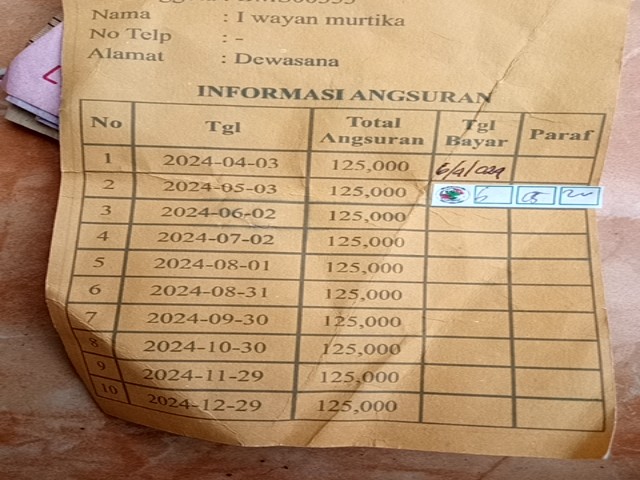 Nama : I wayan murtika
No Telp : -
Alamat : Dewasana
INFORMASI ANGSURAN
No Tgl Total Angsuran Tgl Bayar Paraf
1 2024-04-03 125,000 6/4/024
2 2024-05-03 125,000 6
3 2024-06-02 125,000
4 2024-07-02 125,000
5 2024-08-01 125,000
6 2024-08-31 125,000
7 2024-09-30 125,000
8 2024-10-30 125,000
9 2024-11-29 125,000
10 2024-12-29 125,000